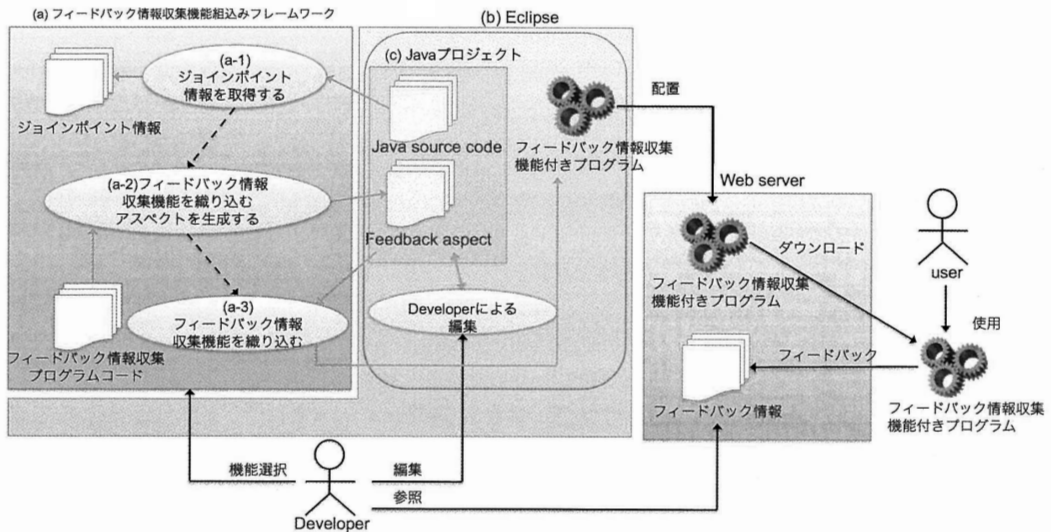 (a) フィードバック情報収集機能組込みフレームワーク
(b) Eclipse
(a-1)
ジョインポイント
情報を取得する
ジョインポイント情報
(c) Javaプロジェクト
Java source code
フィードバック情報収集
機能付きプログラム
配置
(a-2)フィードバック情報
収集機能を織り込む
アスペクトを生成する
Feedback aspect
Web server
フィードバック情報収集
機能付きプログラム
ダウンロード
user
使用
(a-3)
フィードバック情報
収集機能を織り込む
フィードバック情報収集
プログラムコード
Developerによる
編集
フィードバック
フィードバック情報
フィードバック情報収集
機能付きプログラム
機能選択
編集
参照
Developer